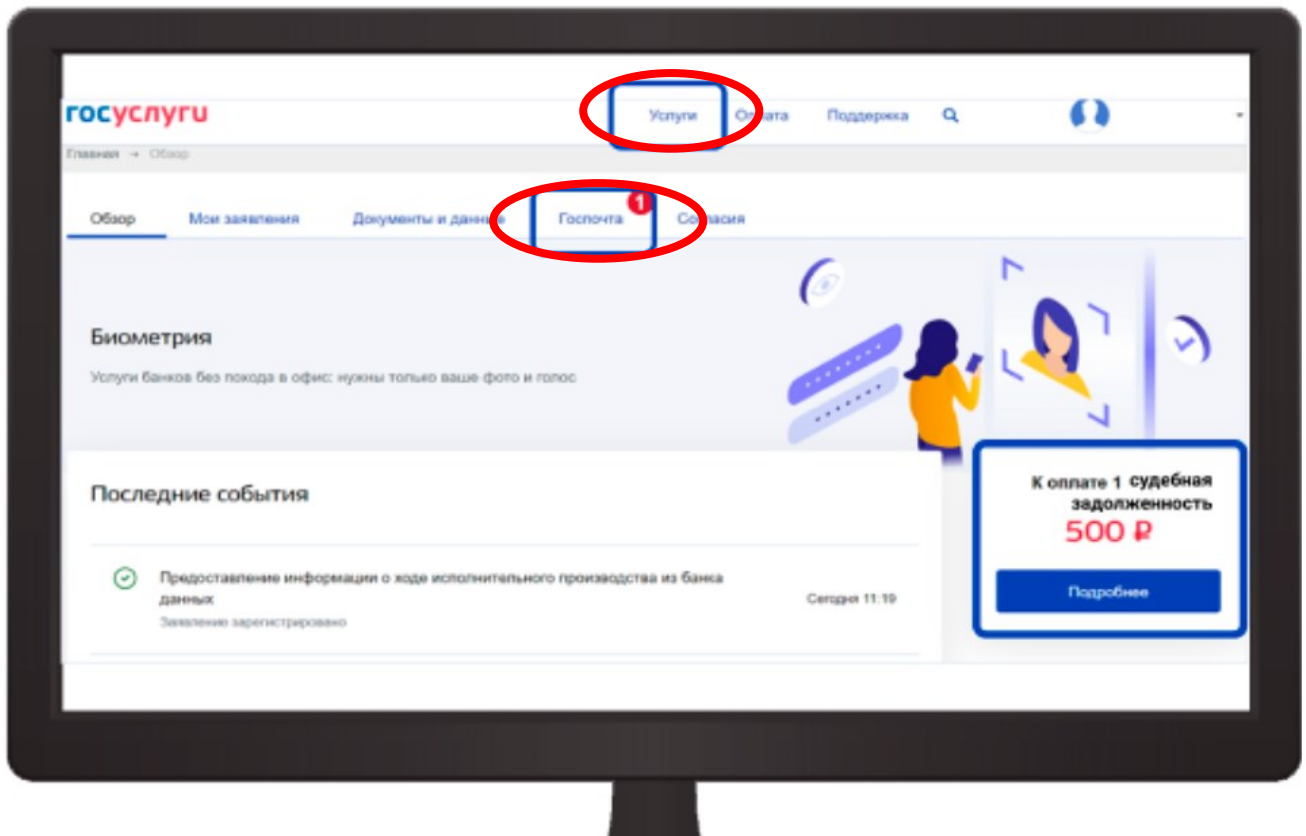 госуслуги
Услуги Оплата Поддержка
Главная → Обзор
Обзор Мои заявления Документы и данные Госпочта 1 Согласия
Биометрия
Услуги банков без похода в офис: нужны только ваше фото и голос
К оплате 1 судебная
задолженность
500 ₽
Подробнее
Последние события
Предоставление информации о ходе исполнительного производства из банка
данных
Сегодня 11:19
Заявление зарегистрировано